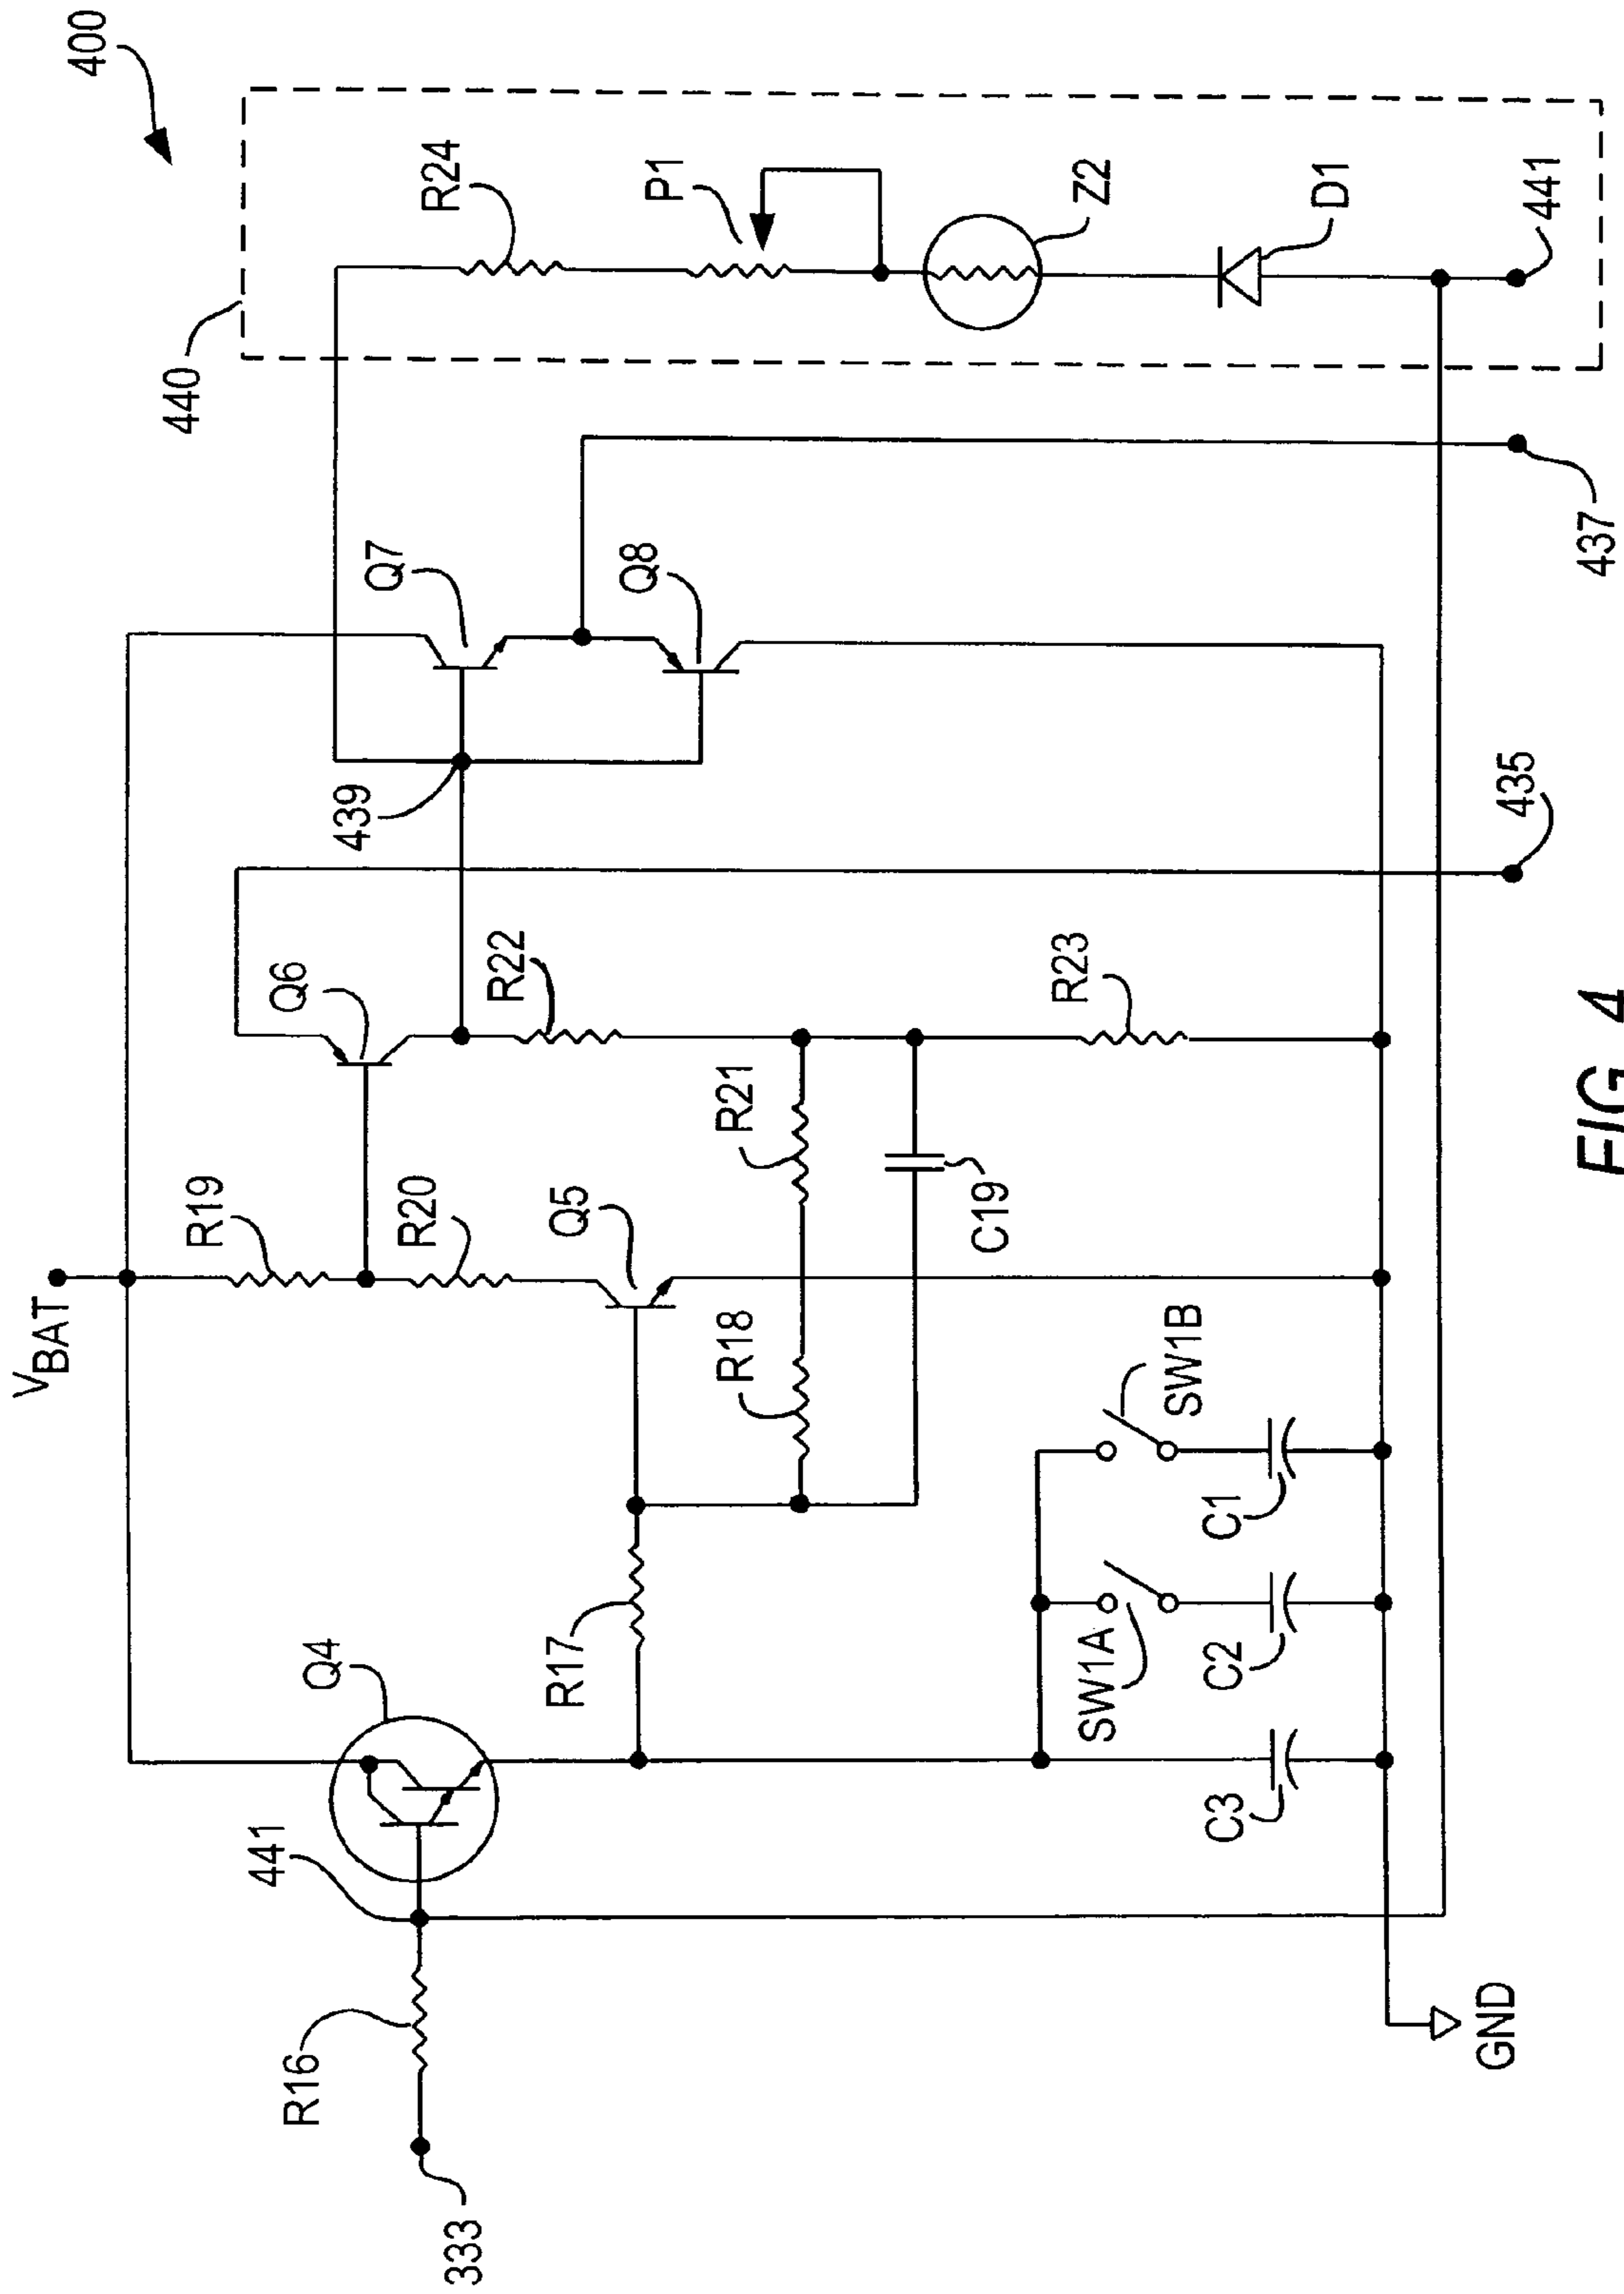 400
440
R24
P1
Z2
D1
441
437
Q7
Q8
439
435
Q6
R22
R23
R21
C19
VBAT
R19
R20
Q5
R18
SW1B
C1
R17
SW1A
C2
Q4
C3
441
R16
333
GND
FIG. 4